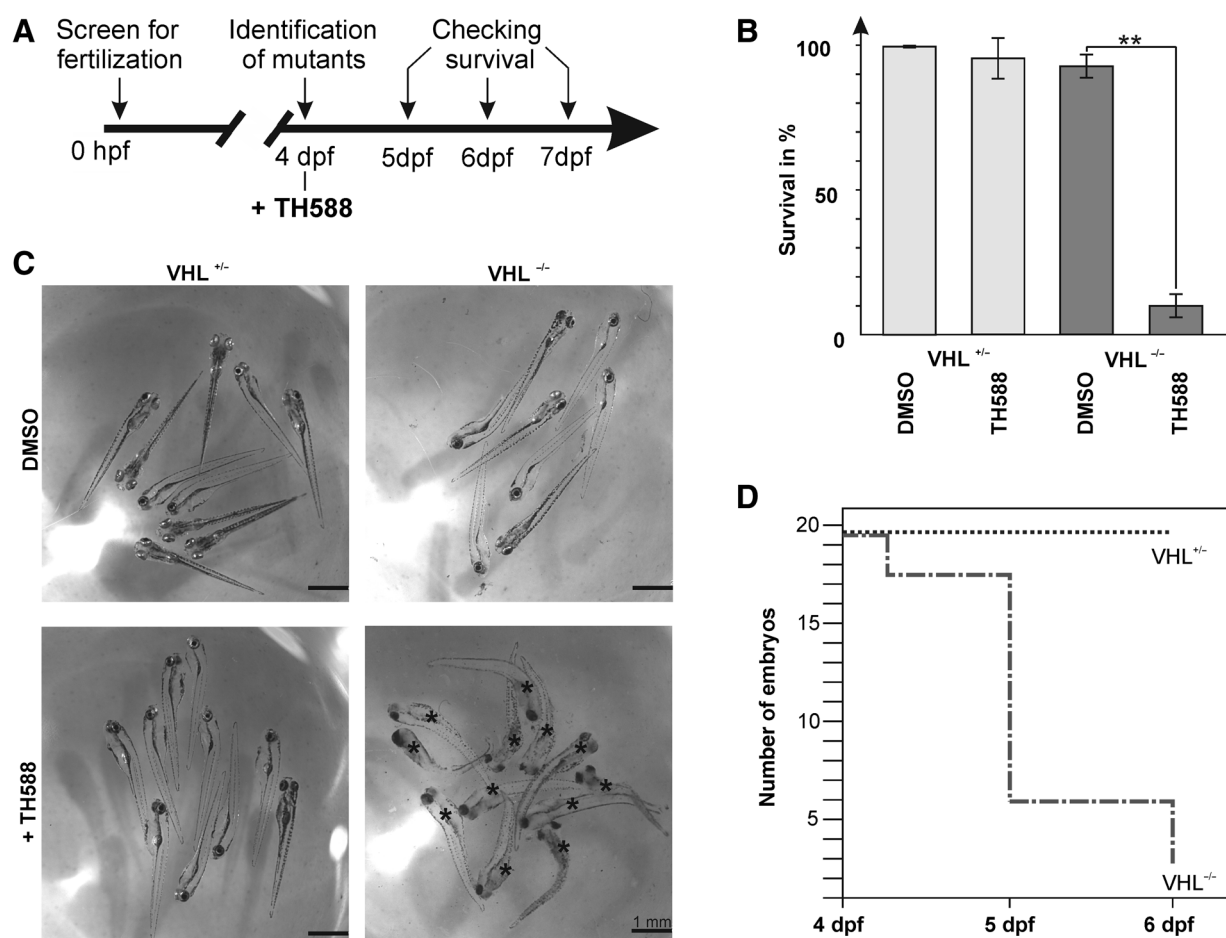 A
Screen for
fertilization
Identification
of mutants
Checking
survival
0 hpf
4 dpf
5dpf
6dpf
7dpf
+ TH588
B
Survival in %
100
50
0
**
VHL +/–
VHL –/–
DMSO
TH588
DMSO
TH588
C
VHL +/–
VHL –/–
DMSO
+ TH588
*
*
*
*
*
*
*
*
*
*
*
1 mm
D
Number of embryos
20
15
10
5
VHL+/–
VHL–/–
4 dpf
5 dpf
6 dpf